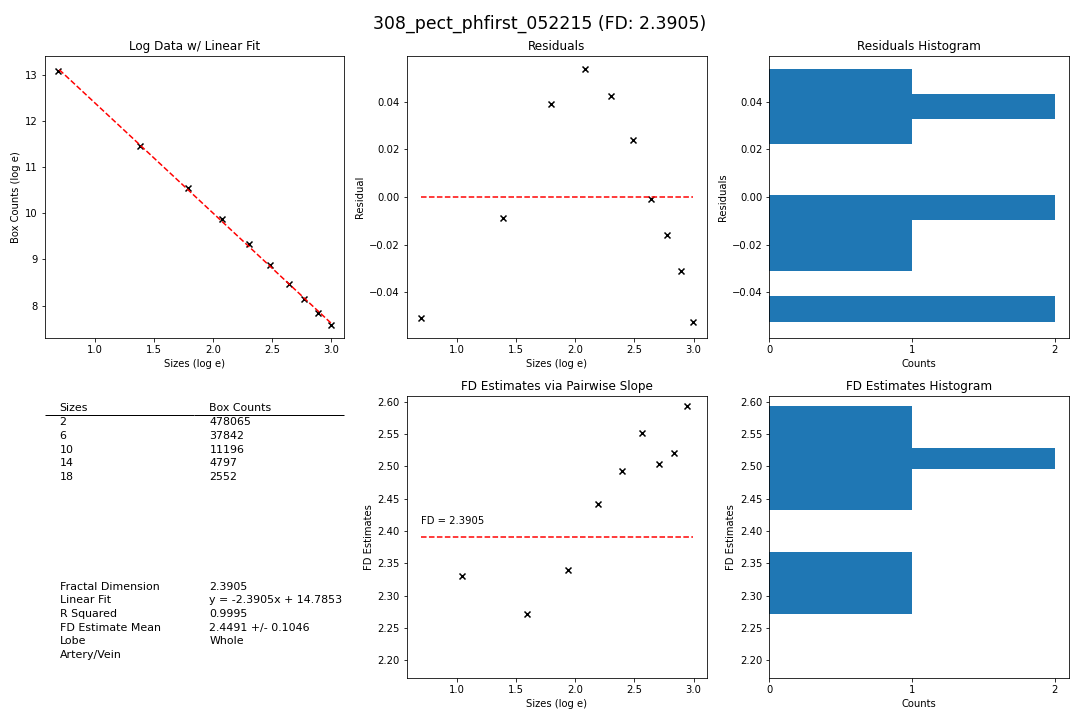 308_pect_phfirst_052215 (FD: 2.3905)
Log Data w/ Linear Fit
Box Counts (log e)
13
12
11
10
9
8
1.0 1.5 2.0 2.5 3.0
Sizes (log e)
Residuals
Residual
0.04
0.02
0.00
−0.02
−0.04
1.0 1.5 2.0 2.5 3.0
Sizes (log e)
Residuals Histogram
Residuals
0.04
0.02
0.00
−0.02
−0.04
0 1 2
Counts
Sizes Box Counts
2 478065
6 37842
10 11196
14 4797
18 2552
Fractal Dimension 2.3905
Linear Fit y = -2.3905x + 14.7853
R Squared 0.9995
FD Estimate Mean 2.4491 +/- 0.1046
Lobe Whole
Artery/Vein
FD Estimates via Pairwise Slope
FD Estimates
2.60
2.55
2.50
2.45
2.40
2.35
2.30
2.25
2.20
FD = 2.3905
1.0 1.5 2.0 2.5 3.0
Sizes (log e)
FD Estimates Histogram
FD Estimates
2.60
2.55
2.50
2.45
2.40
2.35
2.30
2.25
2.20
0 1 2
Counts